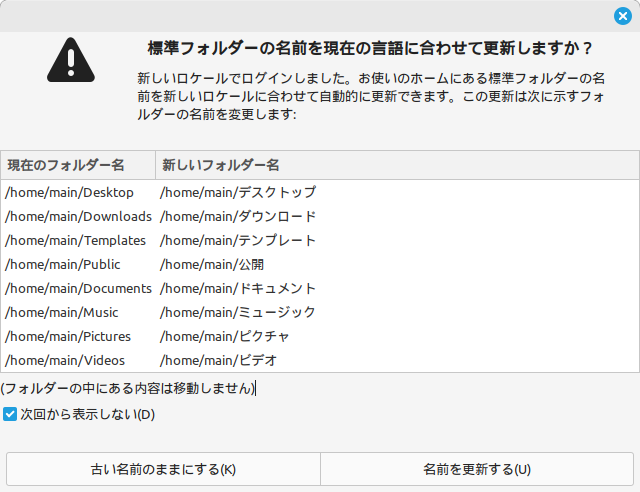 標準フォルダーの名前を現在の言語に合わせて更新しますか？
新しいロケールでログインしました。お使いのホームにある標準フォルダーの名
前を新しいロケールに合わせて自動的に更新できます。この更新は次に示すフォ
ルダーの名前を変更します:
現在のフォルダー名 新しいフォルダー名
/home/main/Desktop /home/main/デスクトップ
/home/main/Downloads /home/main/ダウンロード
/home/main/Templates /home/main/テンプレート
/home/main/Public /home/main/公開
/home/main/Documents /home/main/ドキュメント
/home/main/Music /home/main/ミュージック
/home/main/Pictures /home/main/ピクチャ
/home/main/Videos /home/main/ビデオ
(フォルダーの中にある内容は移動しません)
次回から表示しない(D)
古い名前のままにする(K) 名前を更新する(U)